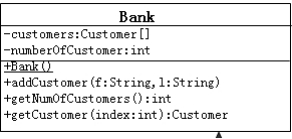 Bank
-customers:Customer[]
-numberOfCustomer:int
+Bank()
+addCustomer(f:String,l:String)
+getNumOfCustomers():int
+getCustomer(index:int):Customer